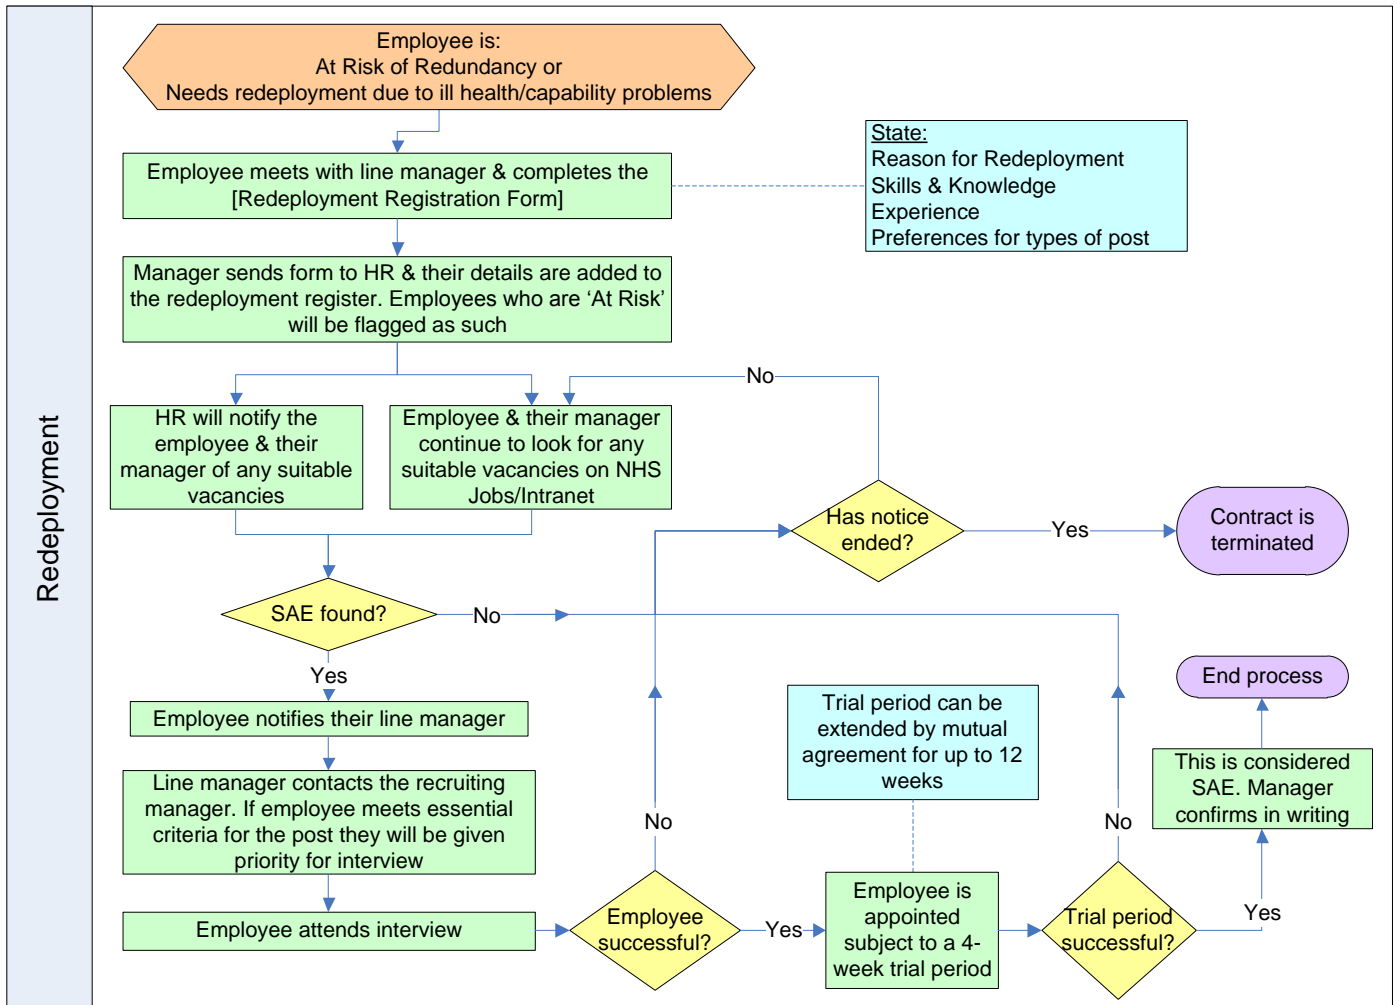 Redeployment
Employee is:
At Risk of Redundancy or
Needs redeployment due to ill health/capability problems
Employee meets with line manager & completes the
[Redeployment Registration Form]
State:
Reason for Redeployment
Skills & Knowledge
Experience
Preferences for types of post
Manager sends form to HR & their details are added to
the redeployment register. Employees who are ‘At Risk’
will be flagged as such
No
HR will notify the
employee & their
manager of any suitable
vacancies
Employee & their manager
continue to look for any
suitable vacancies on NHS
Jobs/Intranet
Has notice
ended?
Yes
Contract is
terminated
SAE found?
No
Yes
Employee notifies their line manager
Line manager contacts the recruiting
manager. If employee meets essential
criteria for the post they will be given
priority for interview
Employee attends interview
Employee
successful?
No
Yes
Trial period can be
extended by mutual
agreement for up to 12
weeks
Employee is
appointed
subject to a 4-
week trial period
Trial period
successful?
No
Yes
This is considered
SAE. Manager
confirms in writing
End process